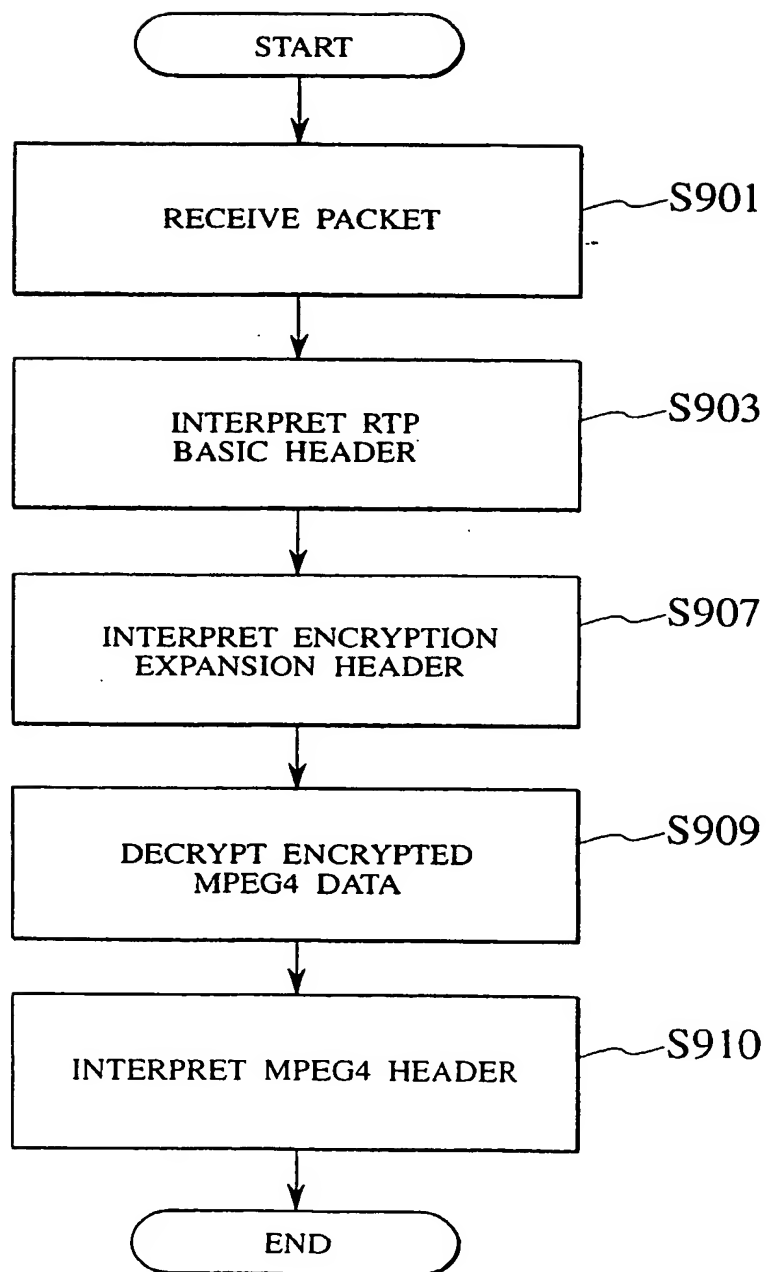 START
RECEIVE PACKET
S901
INTERPRET RTP
BASIC HEADER
S903
INTERPRET ENCRYPTION
EXPANSION HEADER
S907
DECRYPT ENCRYPTED
MPEG4 DATA
S909
INTERPRET MPEG4 HEADER
S910
END